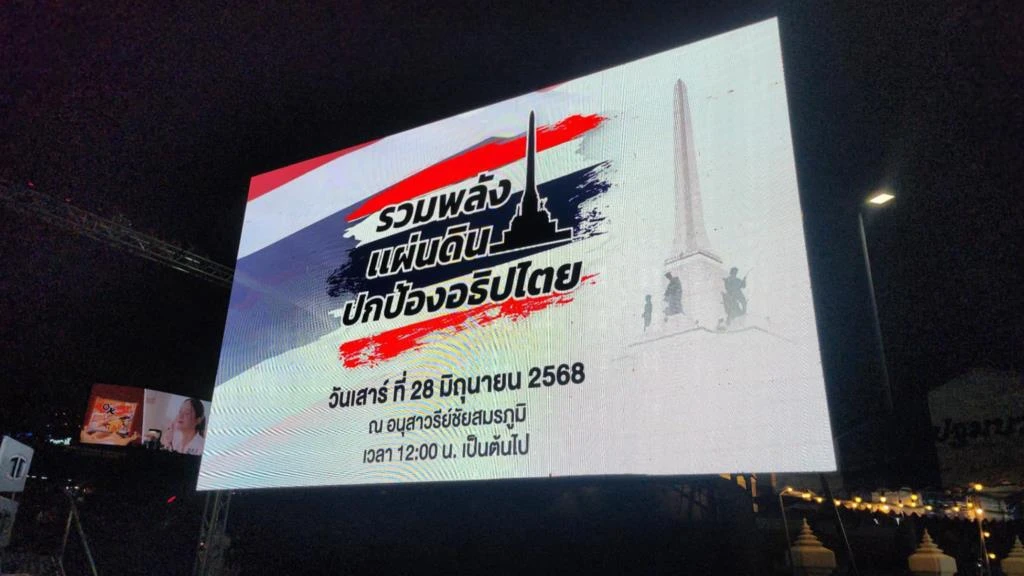 รวมพลัง
แผ่นดิน
ปกป้องอธิปไตย
วันเสาร์ ที่ 28 มิถุนายน 2568
ณ อนุสาวรีย์ชัยสมรภูมิ
เวลา 12:00 น. เป็นต้นไป